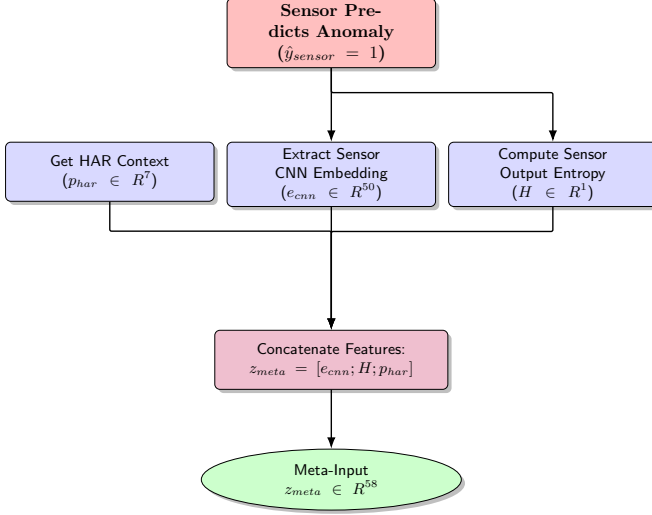 Sensor Pre-
dicts Anomaly
(ŷ_sensor = 1)
Get HAR Context
(p_har ∈ R^7)
Extract Sensor
CNN Embedding
(e_cnn ∈ R^50)
Compute Sensor
Output Entropy
(H ∈ R^1)
Concatenate Features:
z_meta = [e_cnn; H; p_har]
Meta-Input
z_meta ∈ R^58